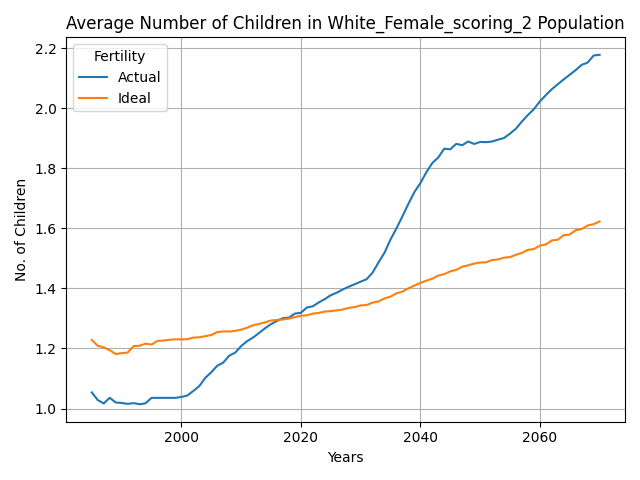 Average Number of Children in White_Female_scoring_2 Population
Fertility
Actual
Ideal
2.2
2.0
1.8
1.6
1.4
1.2
1.0
No. of Children
2000
2020
2040
2060
Years